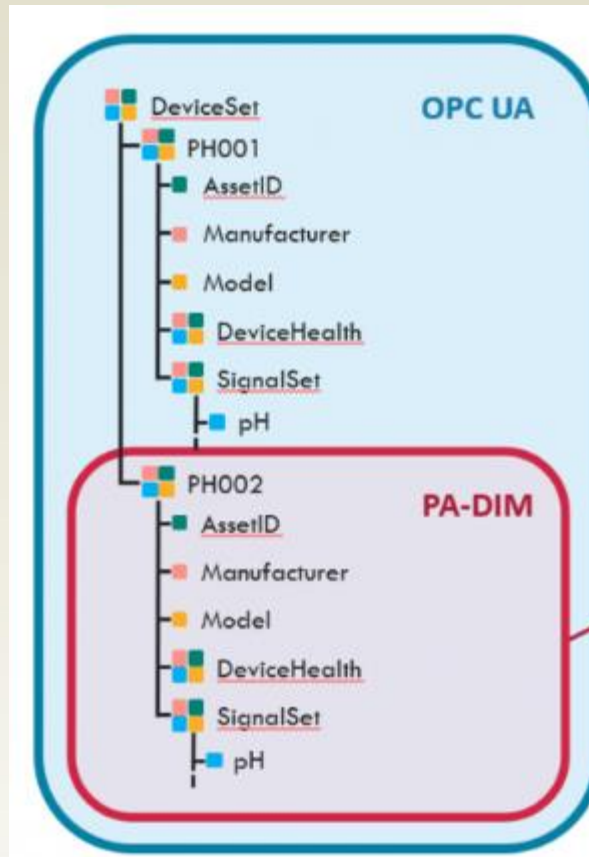 DeviceSet
OPC UA
PH001
AssetID
Manufacturer
Model
DeviceHealth
SignalSet
pH
PH002
PA-DIM
AssetID
Manufacturer
Model
DeviceHealth
SignalSet
pH